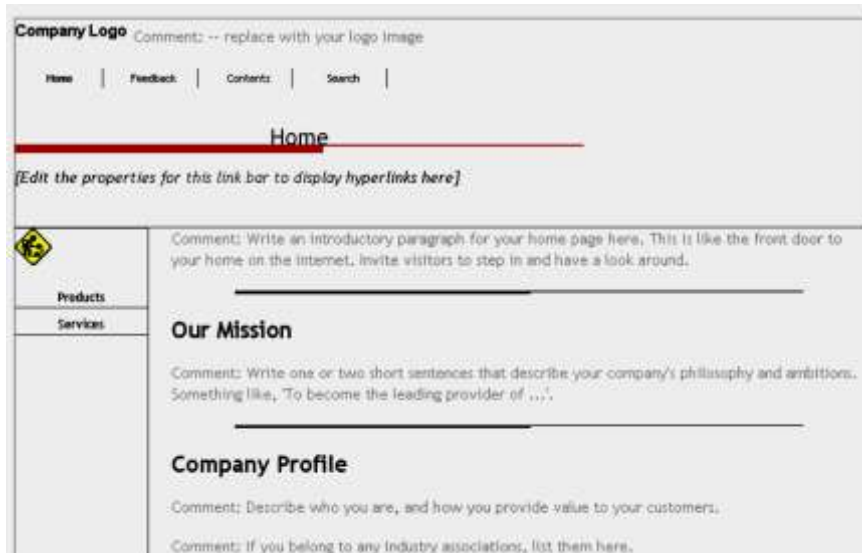 Company Logo Comment: -- replace with your logo image
Home | Feedback | Contents | Search |
Home
[Edit the properties for this link bar to display hyperlinks here]
Comment: Write an introductory paragraph for your home page here. This is like the front door to
your home on the internet. Invite visitors to step in and have a look around.
Products
Services
Our Mission
Comment: Write one or two short sentences that describe your company's philosophy and ambitions.
Something like, 'To become the leading provider of ...'.
Company Profile
Comment: Describe who you are, and how you provide value to your customers.
Comment: If you belong to any industry associations, list them here.